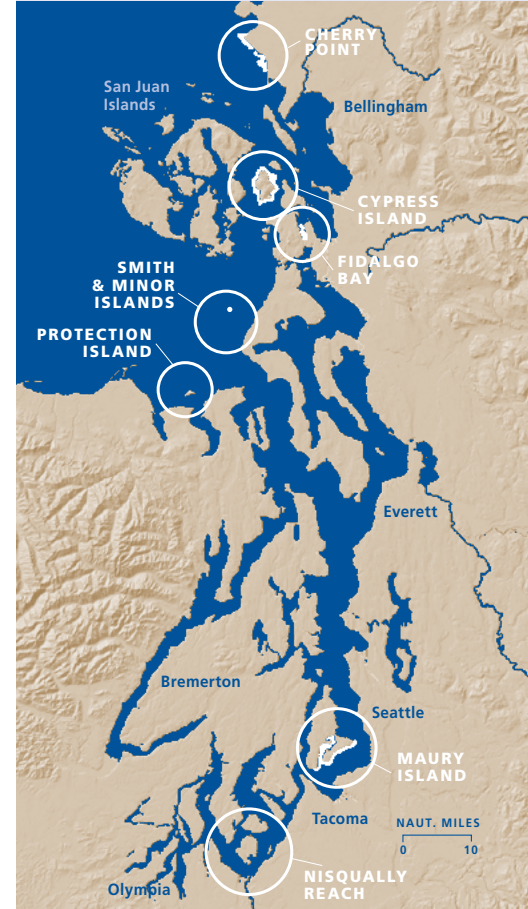 CHERRY
POINT
San Juan
Islands
Bellingham
CYPRESS
ISLAND
FIDALGO
BAY
SMITH
& MINOR
ISLANDS
PROTECTION
ISLAND
Everett
Bremerton
Seattle
MAURY
ISLAND
Tacoma
NAUT. MILES
0 10
NISQUALLY
REACH
Olympia